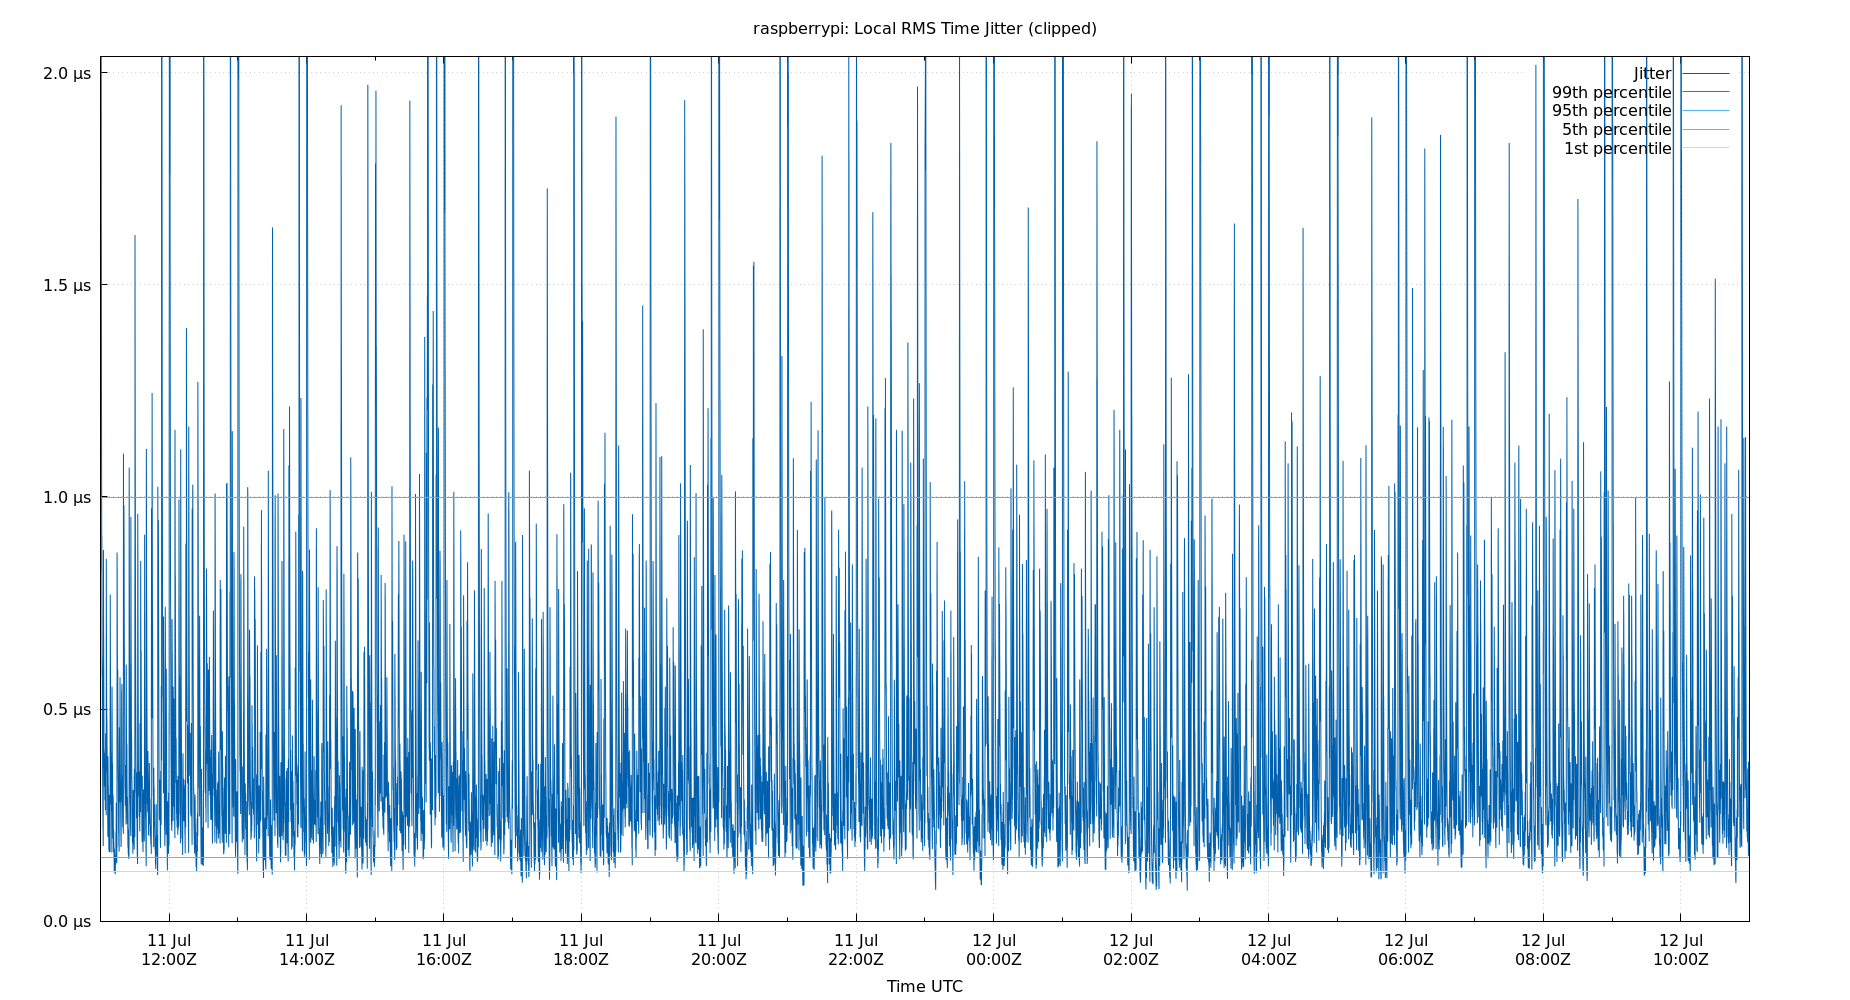 raspberrypi: Local RMS Time Jitter (clipped)
2.0 µs
1.5 µs
1.0 µs
0.5 µs
0.0 µs
Jitter
99th percentile
95th percentile
5th percentile
1st percentile
11 Jul 11 Jul 11 Jul 11 Jul 11 Jul 11 Jul 12 Jul 12 Jul 12 Jul 12 Jul 12 Jul 12 Jul
12:00Z 14:00Z 16:00Z 18:00Z 20:00Z 22:00Z 00:00Z 02:00Z 04:00Z 06:00Z 08:00Z 10:00Z
Time UTC